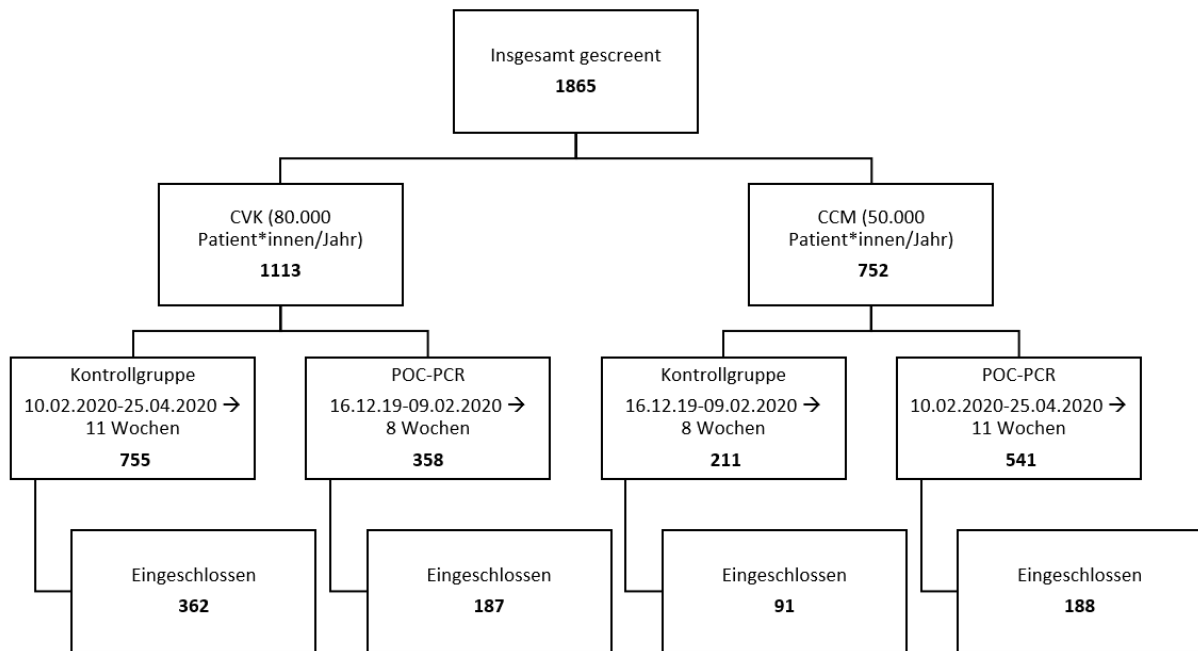 Insgesamt gescreent
1865
CVK (80.000
Patient*innen/Jahr)
1113
CCM (50.000
Patient*innen/Jahr)
752
Kontrollgruppe
10.02.2020-25.04.2020 →
11 Wochen
755
POC-PCR
16.12.19-09.02.2020 →
8 Wochen
358
Kontrollgruppe
16.12.19-09.02.2020 →
8 Wochen
211
POC-PCR
10.02.2020-25.04.2020 →
11 Wochen
541
Eingeschlossen
362
Eingeschlossen
187
Eingeschlossen
91
Eingeschlossen
188